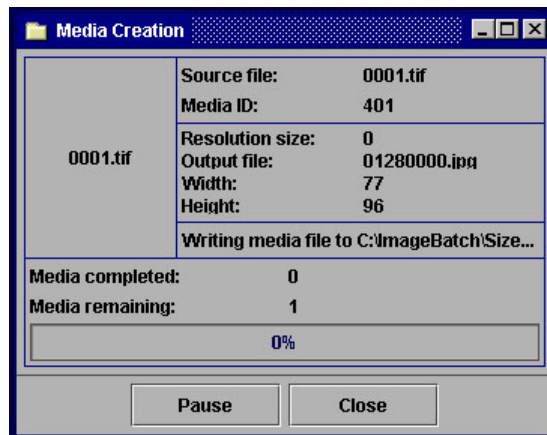 Media Creation
0001.tif
Source file: 0001.tif
Media ID: 401
Resolution size: 0
Output file: 01280000.jpg
Width: 77
Height: 96
Writing media file to C:\ImageBatch\Size...
Media completed: 0
Media remaining: 1
0%
Pause Close